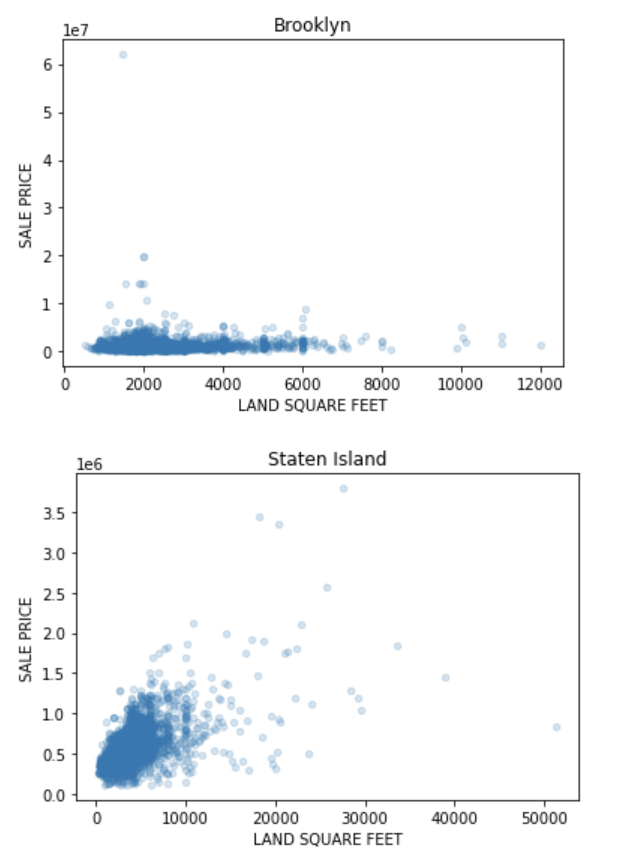 Brooklyn
1e7
6
5
4
3
2
1
0
SALE PRICE
0 2000 4000 6000 8000 10000 12000
LAND SQUARE FEET
Staten Island
1e6
3.5
3.0
2.5
2.0
1.5
1.0
0.5
0.0
SALE PRICE
0 10000 20000 30000 40000 50000
LAND SQUARE FEET